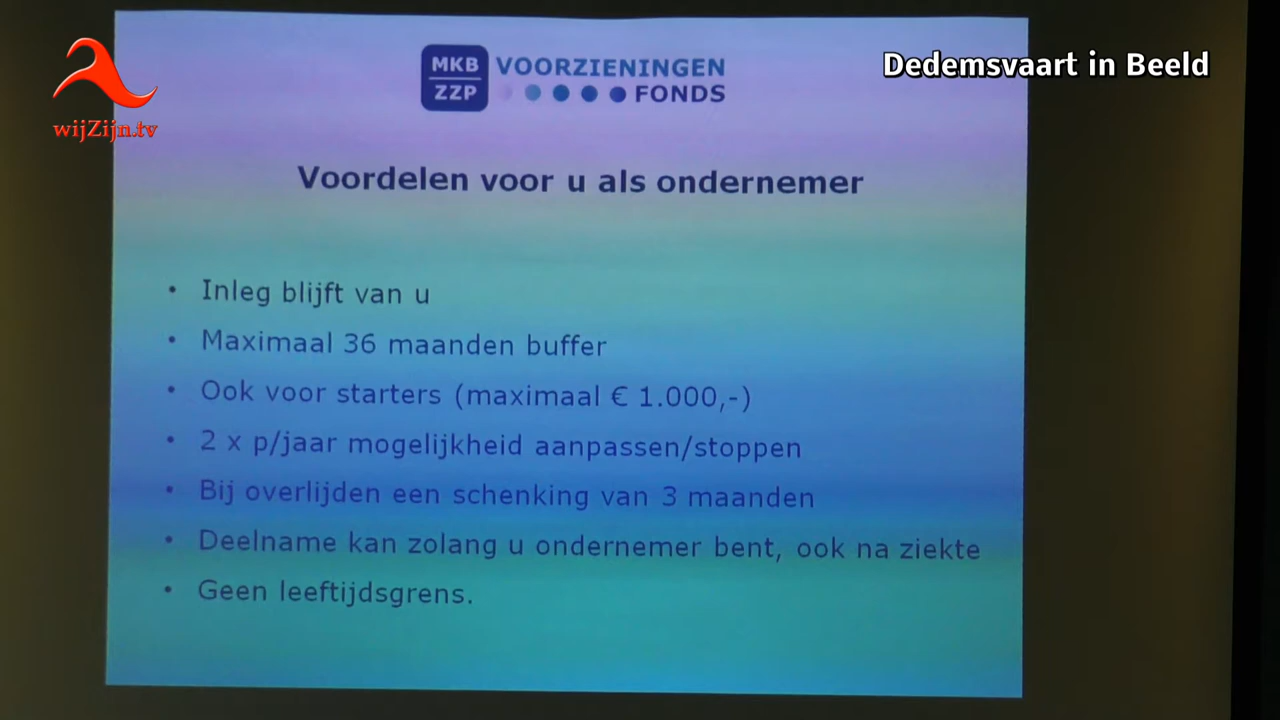 wijZijn.tv
Dedemsvaart in Beeld
MKB
ZZP
VOORZIENINGEN
FONDS
Voordelen voor u als ondernemer
• Inleg blijft van u
• Maximaal 36 maanden buffer
• Ook voor starters (maximaal € 1.000,-)
• 2 x p/jaar mogelijkheid aanpassen/stoppen
• Bij overlijden een schenking van 3 maanden
• Deelname kan zolang u ondernemer bent, ook na ziekte
• Geen leeftijdsgrens.